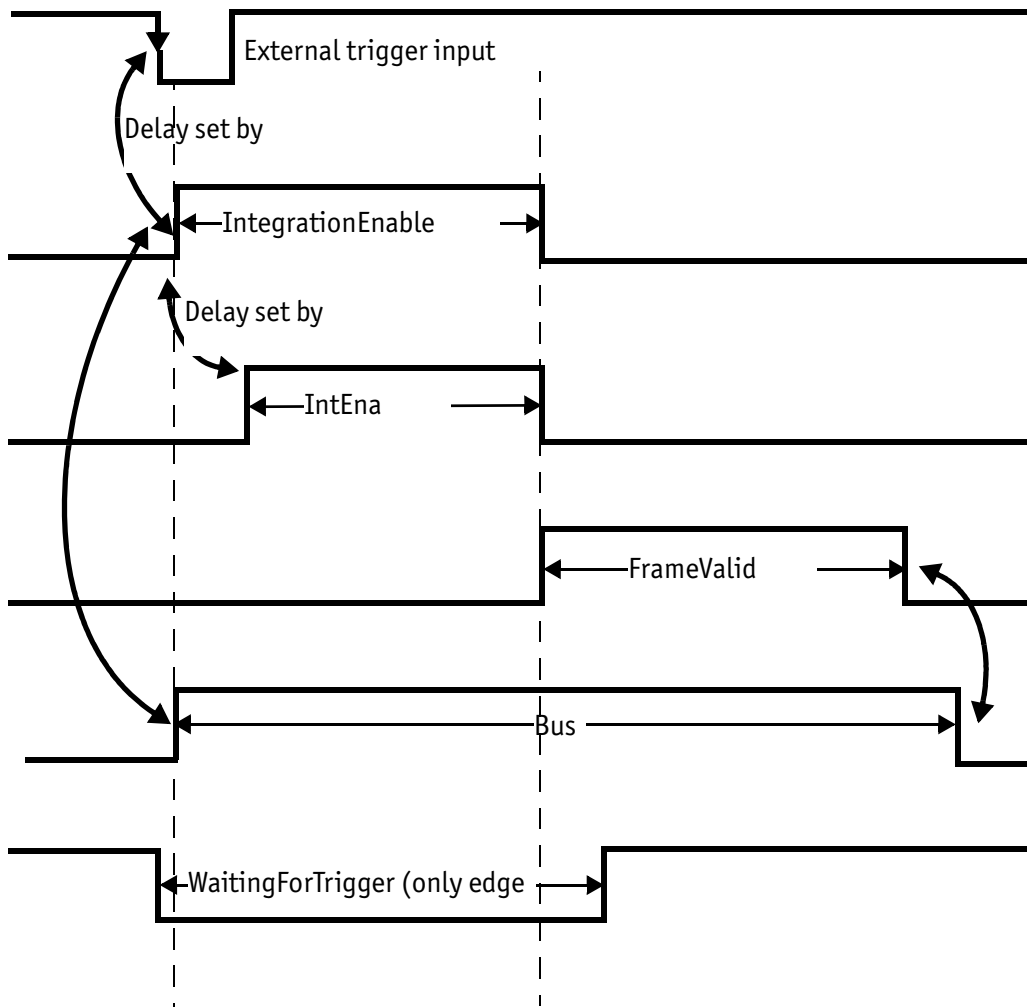 External trigger input
Delay set by
IntegrationEnable
Delay set by
IntEna
FrameValid
Bus
WaitingForTrigger (only edge